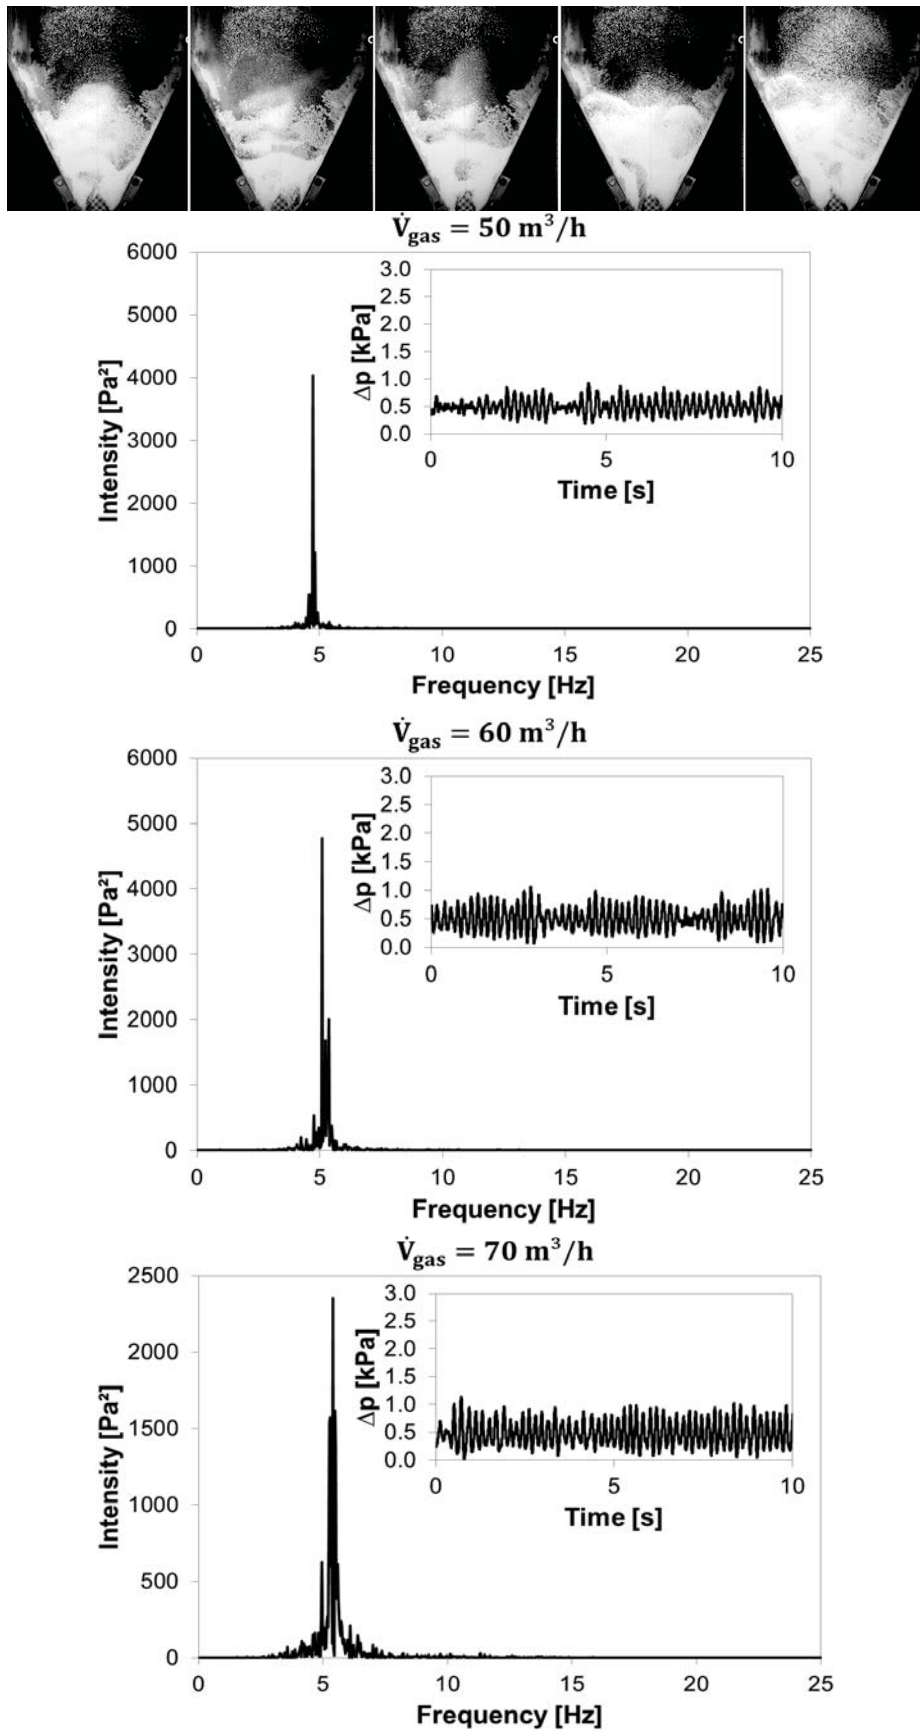 V̇gas = 50 m³/h
6000
5000
4000
3000
2000
1000
0
Intensity [Pa²]
0 5 10 15 20 25
Frequency [Hz]
3.0
2.5
2.0
1.5
1.0
0.5
0.0
Δp [kPa]
0 5 10
Time [s]
V̇gas = 60 m³/h
6000
5000
4000
3000
2000
1000
0
Intensity [Pa²]
0 5 10 15 20 25
Frequency [Hz]
3.0
2.5
2.0
1.5
1.0
0.5
0.0
Δp [kPa]
0 5 10
Time [s]
V̇gas = 70 m³/h
2500
2000
1500
1000
500
0
Intensity [Pa²]
0 5 10 15 20 25
Frequency [Hz]
3.0
2.5
2.0
1.5
1.0
0.5
0.0
Δp [kPa]
0 5 10
Time [s]